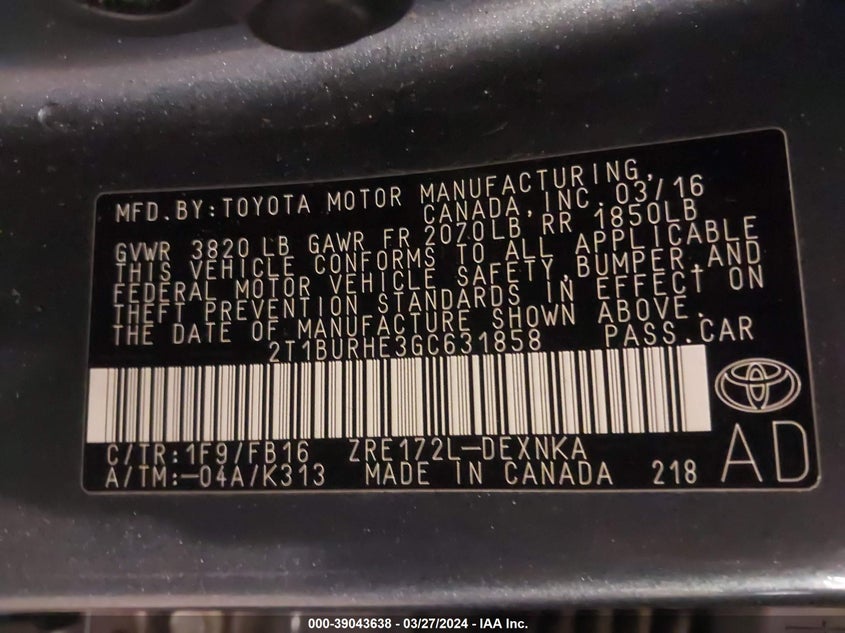 MFD.BY:TOYOTA MOTOR MANUFACTURING,
CANADA, INC. 03/16
GVWR 3820 LB GAWR FR 2070LB RR 1850LB
THIS VEHICLE CONFORMS TO ALL APPLICABLE
FEDERAL MOTOR VEHICLE SAFETY,BUMPER,AND
THEFT PREVENTION STANDARDS IN EFFECT ON
THE DATE OF MANUFACTURE SHOWN ABOVE.
2T1BURHE3GC631858 PASS.CAR
C/TR:1F9/FB16 ZRE172L-DEXNKA
A/TM:-04A/K313 MADE IN CANADA 218
AD
000-39043638 - 03/27/2024 - IAA Inc.